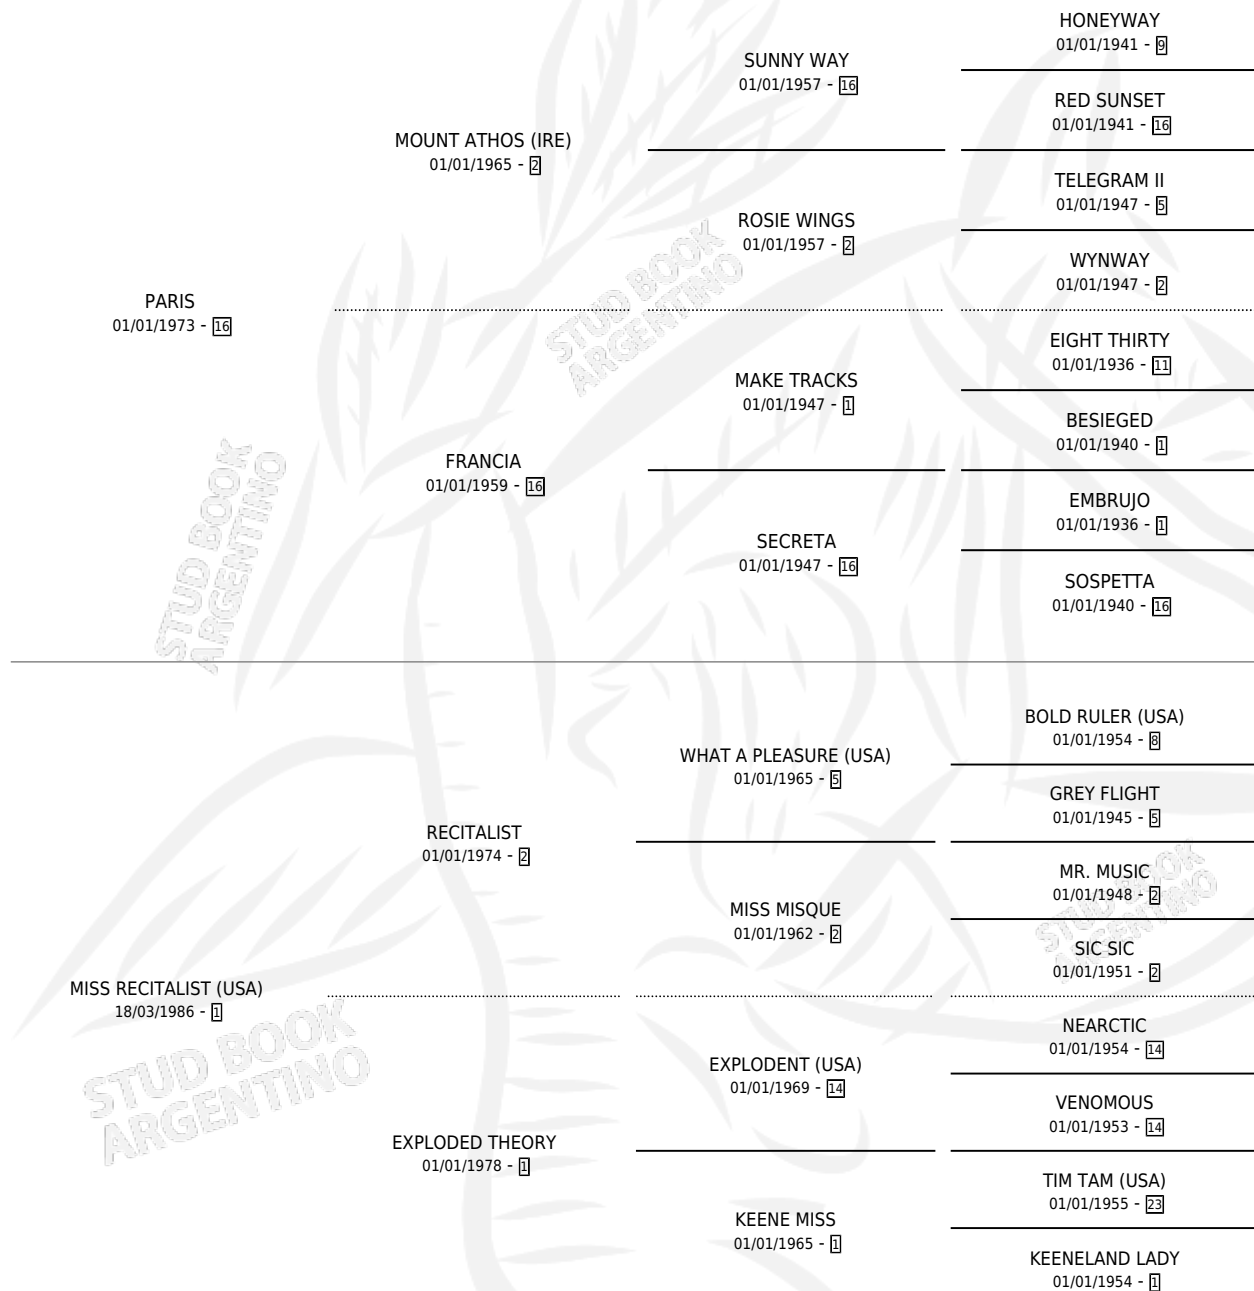 HONEYWAY
01/01/1941 - 9
SUNNY WAY
01/01/1957 - 16
RED SUNSET
01/01/1941 - 16
MOUNT ATHOS (IRE)
01/01/1965 - 2
TELEGRAM II
01/01/1947 - 5
ROSIE WINGS
01/01/1957 - 2
WYNWAY
01/01/1947 - 2
PARIS
01/01/1973 - 16
EIGHT THIRTY
01/01/1936 - 11
MAKE TRACKS
01/01/1947 - 1
BESIEGED
01/01/1940 - 1
FRANCIA
01/01/1959 - 16
EMBRUJO
01/01/1936 - 1
SECRETA
01/01/1947 - 16
SOSPETTA
01/01/1940 - 16
BOLD RULER (USA)
01/01/1954 - 8
WHAT A PLEASURE (USA)
01/01/1965 - 5
GREY FLIGHT
01/01/1945 - 5
RECITALIST
01/01/1974 - 2
MR. MUSIC
01/01/1948 - 2
MISS MISQUE
01/01/1962 - 2
SIC SIC
01/01/1951 - 2
MISS RECITALIST (USA)
18/03/1986 - 1
NEARCTIC
01/01/1954 - 14
EXPLODENT (USA)
01/01/1969 - 14
VENOMOUS
01/01/1953 - 14
EXPLODED THEORY
01/01/1978 - 1
TIM TAM (USA)
01/01/1955 - 23
KEENE MISS
01/01/1965 - 1
KEENELAND LADY
01/01/1954 - 1
STUD BOOK
ARGENTINO
STUD BOOK
ARGENTINO
STUD BOOK
ARGENTINO
STUD BOOK
ARGENTINO